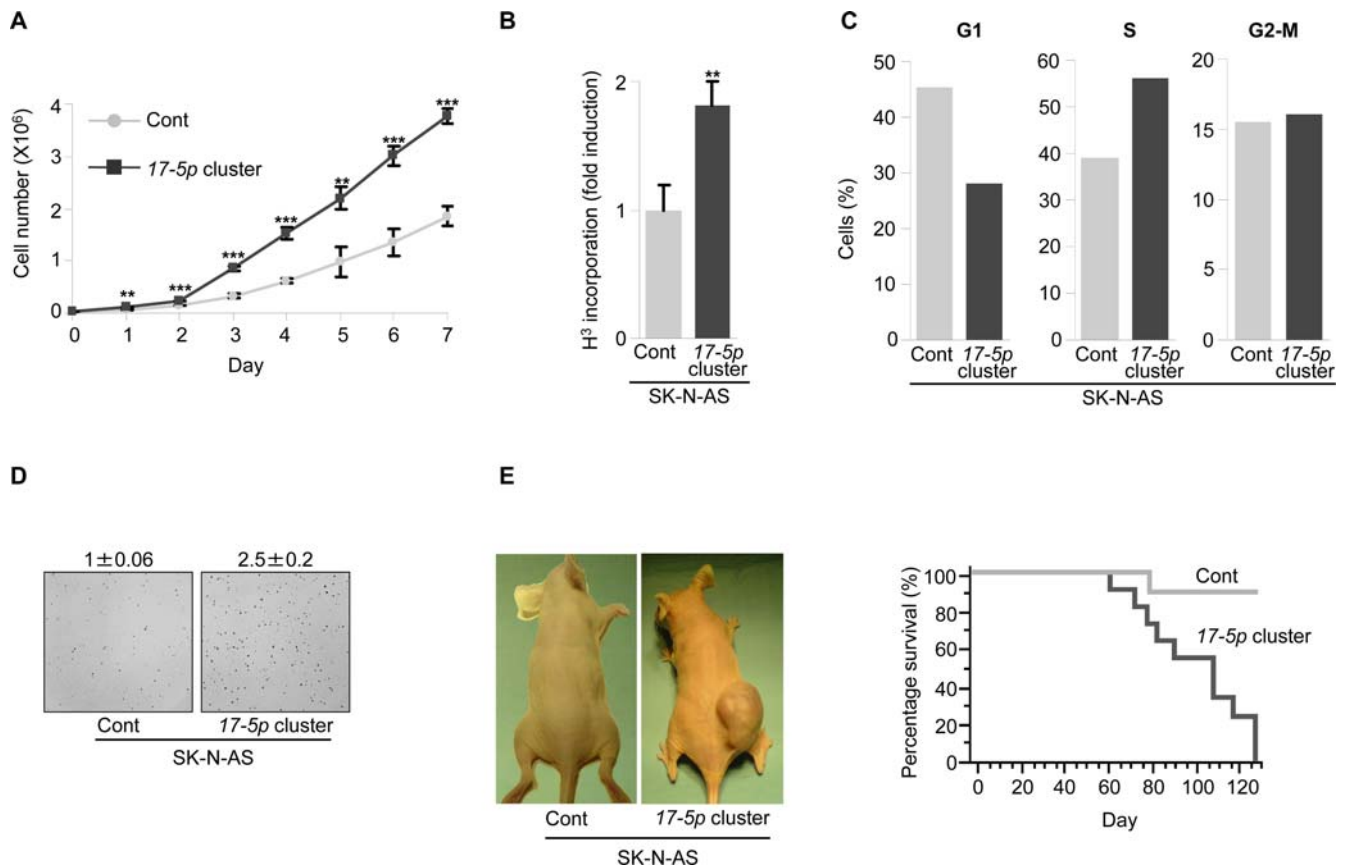 A
Cell number (X10⁶)
4
3
2
1
0
Cont
17-5p cluster
**
***
***
***
**
***
***
0 1 2 3 4 5 6 7
Day
B
H³ incorporation (fold induction)
2
1
0
**
Cont 17-5p
cluster
SK-N-AS
C
G1 S G2-M
Cells (%)
50
40
30
20
10
0
Cont 17-5p
cluster
60
50
40
30
20
10
0
Cont 17-5p
cluster
20
15
10
5
0
Cont 17-5p
cluster
SK-N-AS
D
1±0.06 2.5±0.2
Cont 17-5p cluster
SK-N-AS
E
Cont 17-5p cluster
SK-N-AS
Percentage survival (%)
100
80
60
40
20
0
Cont
17-5p cluster
0 20 40 60 80 100 120
Day